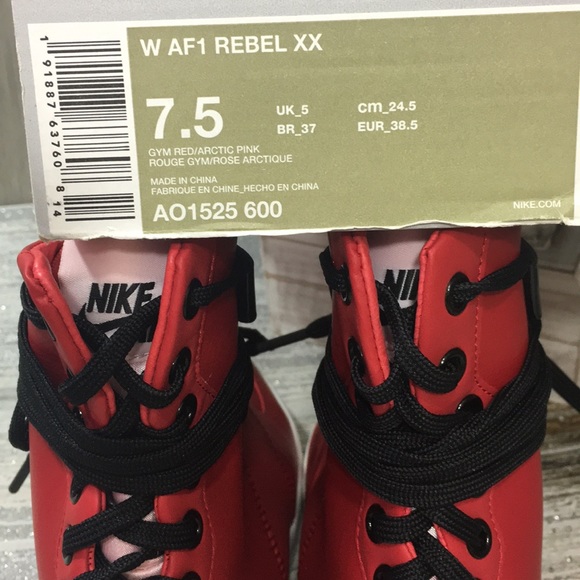 W AF1 REBEL XX
7.5
UK_5 cm_24.5
BR_37 EUR_38.5
GYM RED/ARCTIC PINK
ROUGE GYM/ROSE ARCTIQUE
MADE IN CHINA
FABRIQUE EN CHINE_HECHO EN CHINA
AO1525 600
NIKE.COM
1 91887 63760 8 14
NIKE
NI